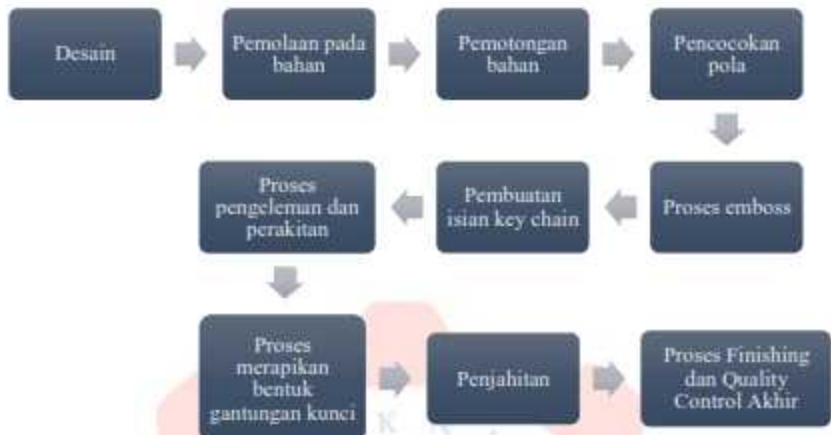 Desain
Pemolaan pada
bahan
Pemotongan
bahan
Pencocokan
pola
Proses emboss
Pembuatan
isian key chain
Proses
pengeleman dan
perakitan
Proses
merapikan
bentuk
gantungan kunci
Penjahitan
Proses Finishing
dan Quality
Control Akhir